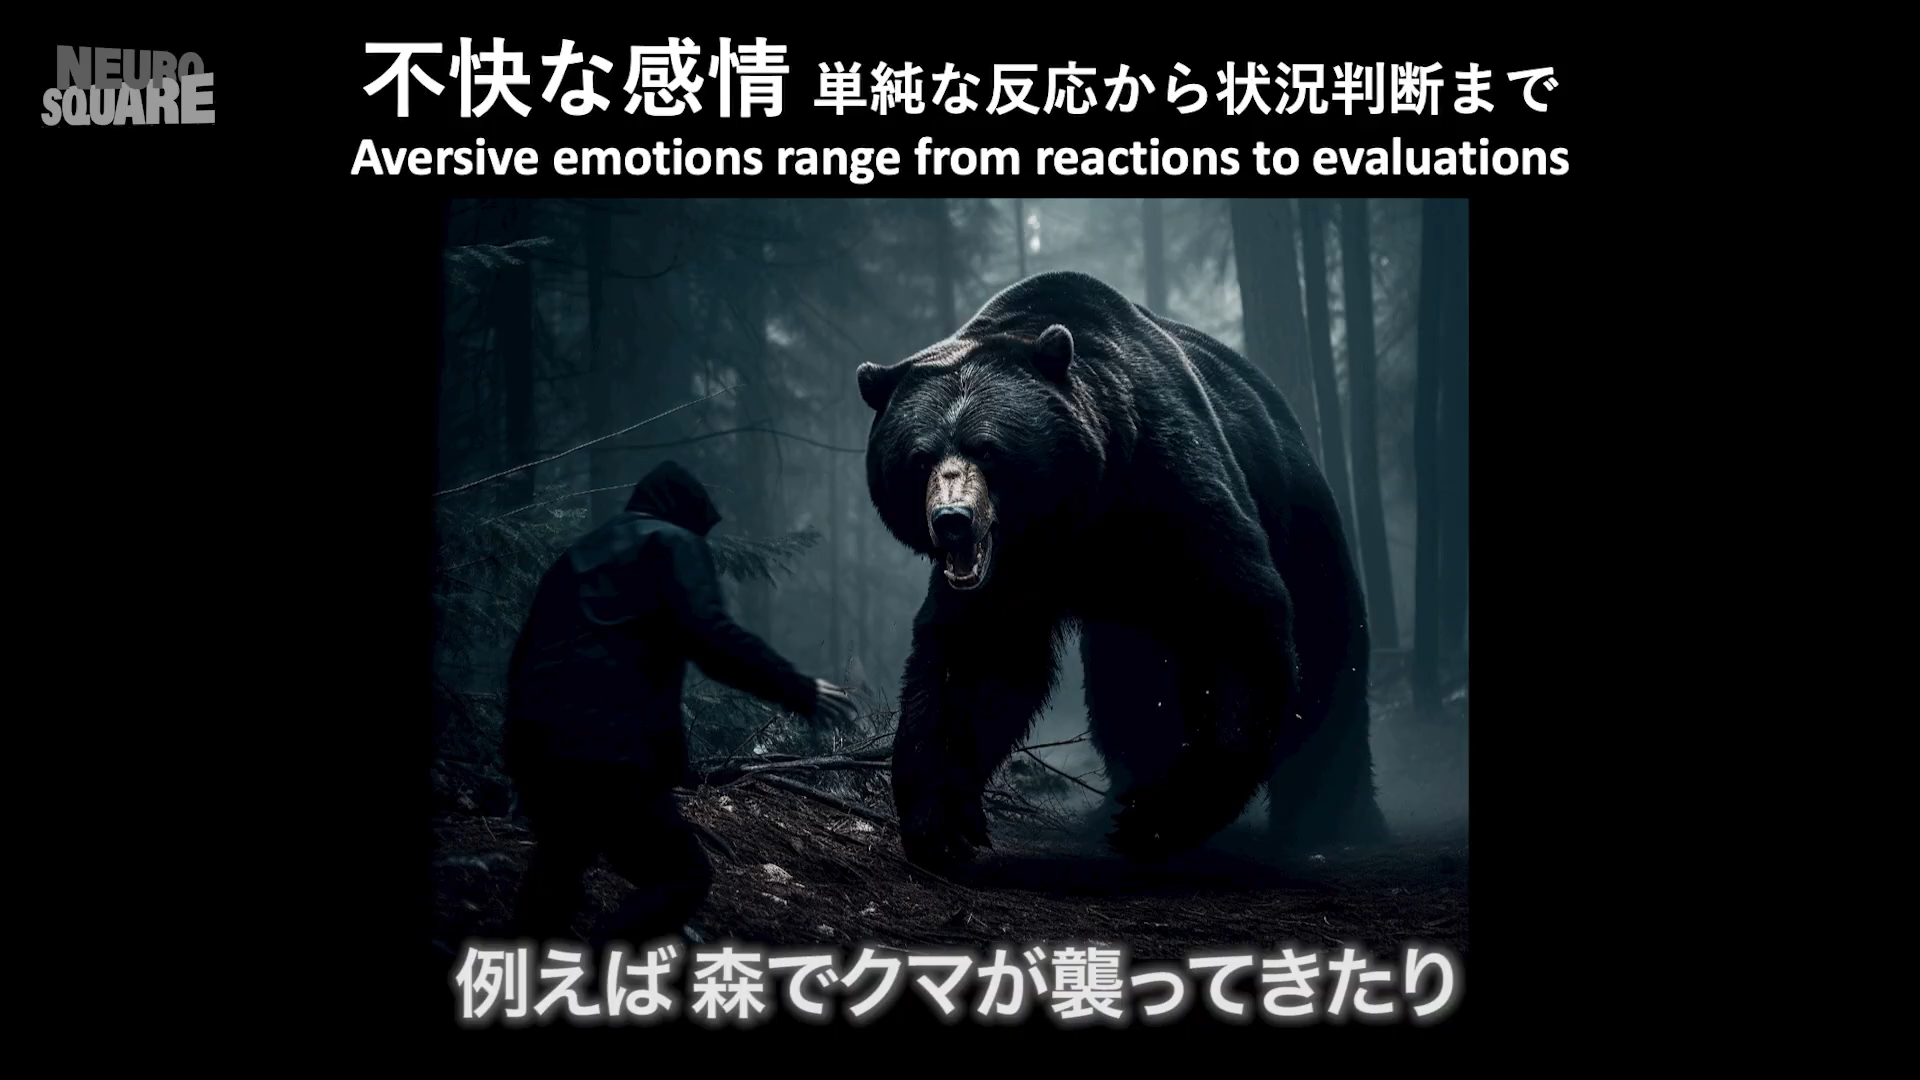 NEURO
SQUARE
不快な感情 単純な反応から状況判断まで
Aversive emotions range from reactions to evaluations
例えば 森でクマが襲ってきたり